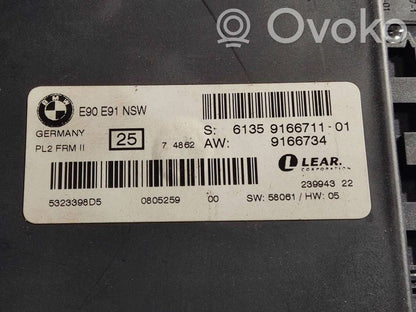 Ovoko
BMW
E90 E91 NSW
GERMANY
PL2 FRM II
25
7 4862
S: 6135 9166711-01
AW: 9166734
LEAR.
CORPORATION
239943 22
5323398D5 0805259 00 SW: 58061 / HW: 05